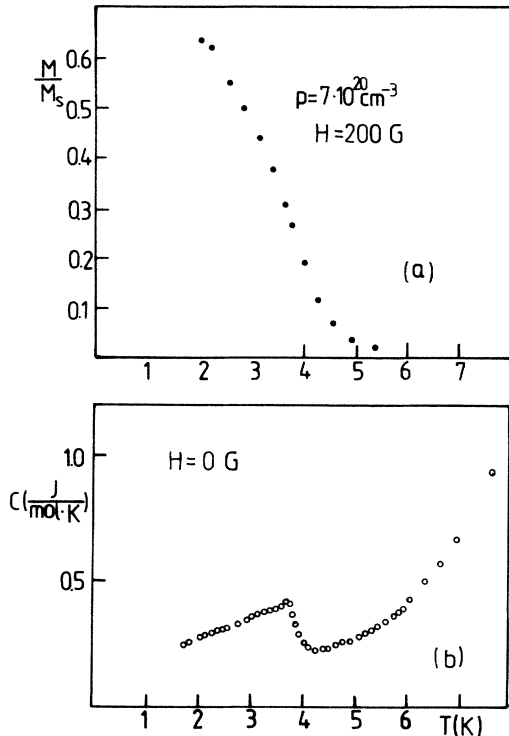 0.6
M
M_s
0.5
p=7·10^20 cm^-3
H=200 G
0.4
0.3
0.2
(a)
0.1
1 2 3 4 5 6 7
1.0
H=0 G
C(J/mol·K)
0.5
(b)
1 2 3 4 5 6 T(K)